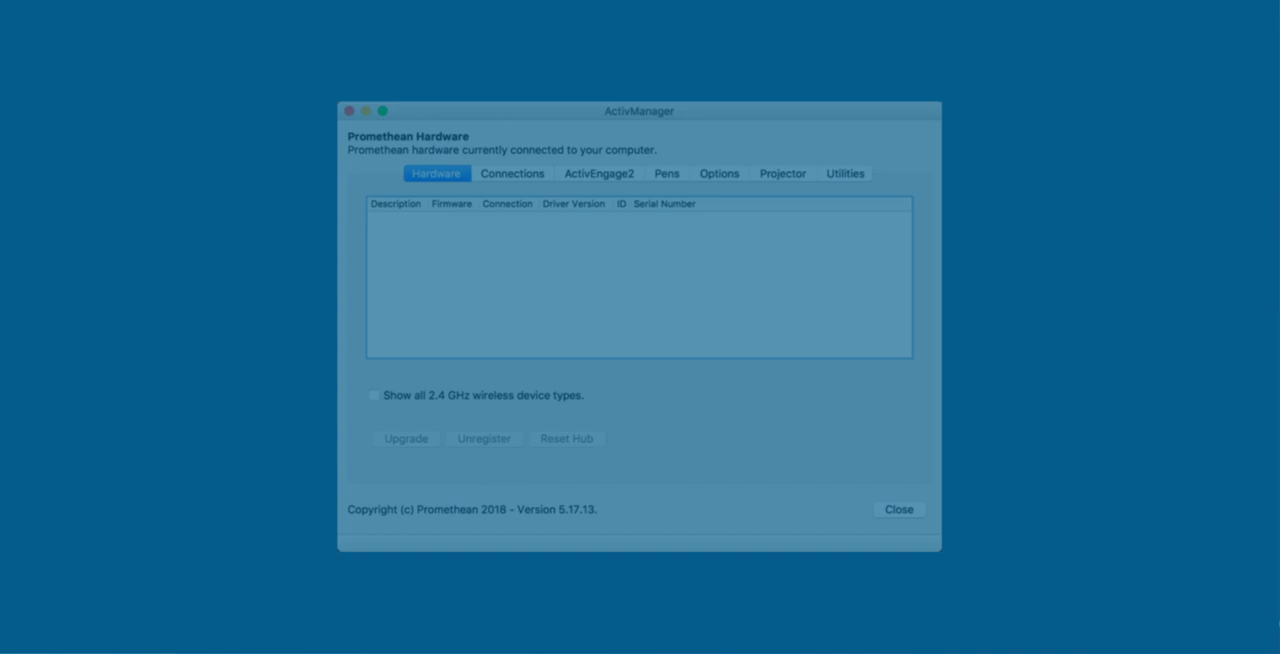 ActivManager
Promethean Hardware
Promethean hardware currently connected to your computer.
Hardware Connections ActivEngage2 Pens Options Projector Utilities
Description Firmware Connection Driver Version ID Serial Number
Show all 2.4 GHz wireless device types.
Upgrade Unregister Reset Hub
Copyright (c) Promethean 2018 - Version 5.17.13. Close